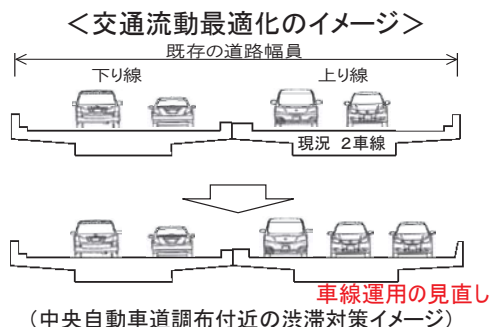 ＜交通流動最適化のイメージ＞
既存の道路幅員
下り線
上り線
現況 2車線
車線運用の見直し
（中央自動車道調布付近の渋滞対策イメージ）